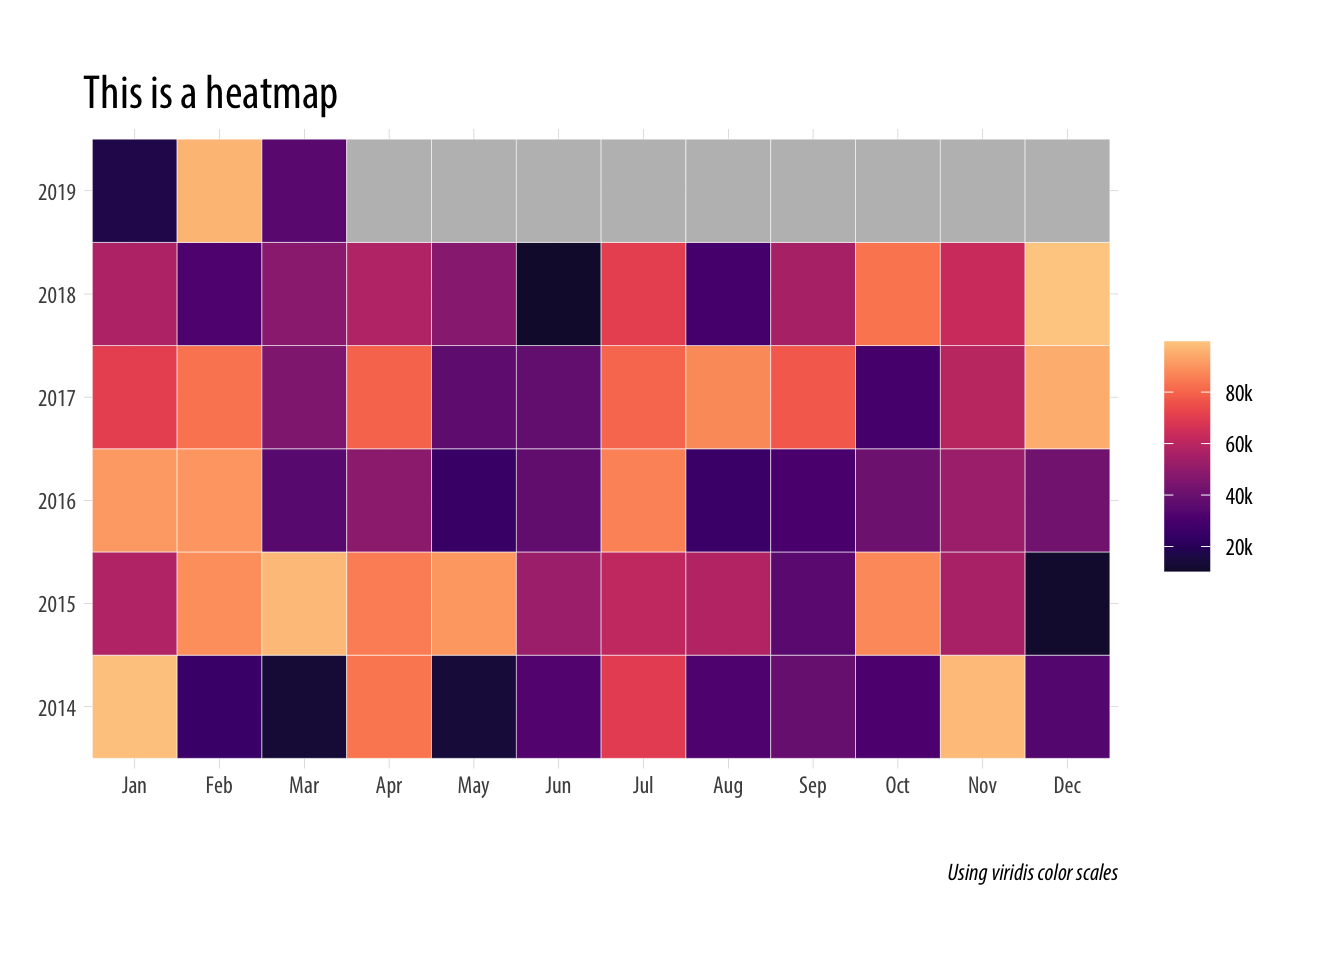 This is a heatmap
2019
2018
2017
2016
2015
2014
Jan Feb Mar Apr May Jun Jul Aug Sep Oct Nov Dec
80k
60k
40k
20k
Using viridis color scales